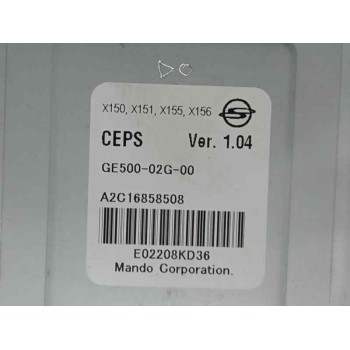 X150, X151, X155, X156
CEPS Ver. 1.04
GE500-02G-00
A2C16858508
E02208KD36
Mando Corporation.